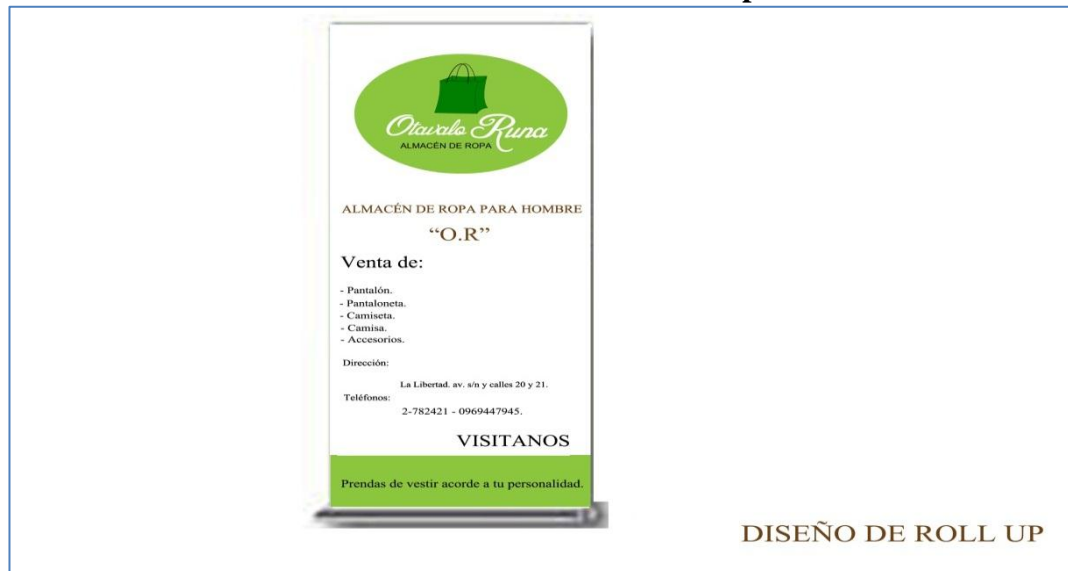 Otavalo Runa
ALMACÉN DE ROPA
ALMACÉN DE ROPA PARA HOMBRE
“O.R”
Venta de:
- Pantalón.
- Pantaloneta.
- Camiseta.
- Camisa.
- Accesorios.
Dirección:
La Libertad. av. s/n y calles 20 y 21.
Teléfonos:
2-782421 - 0969447945.
VISITANOS
Prendas de vestir acorde a tu personalidad.
DISEÑO DE ROLL UP